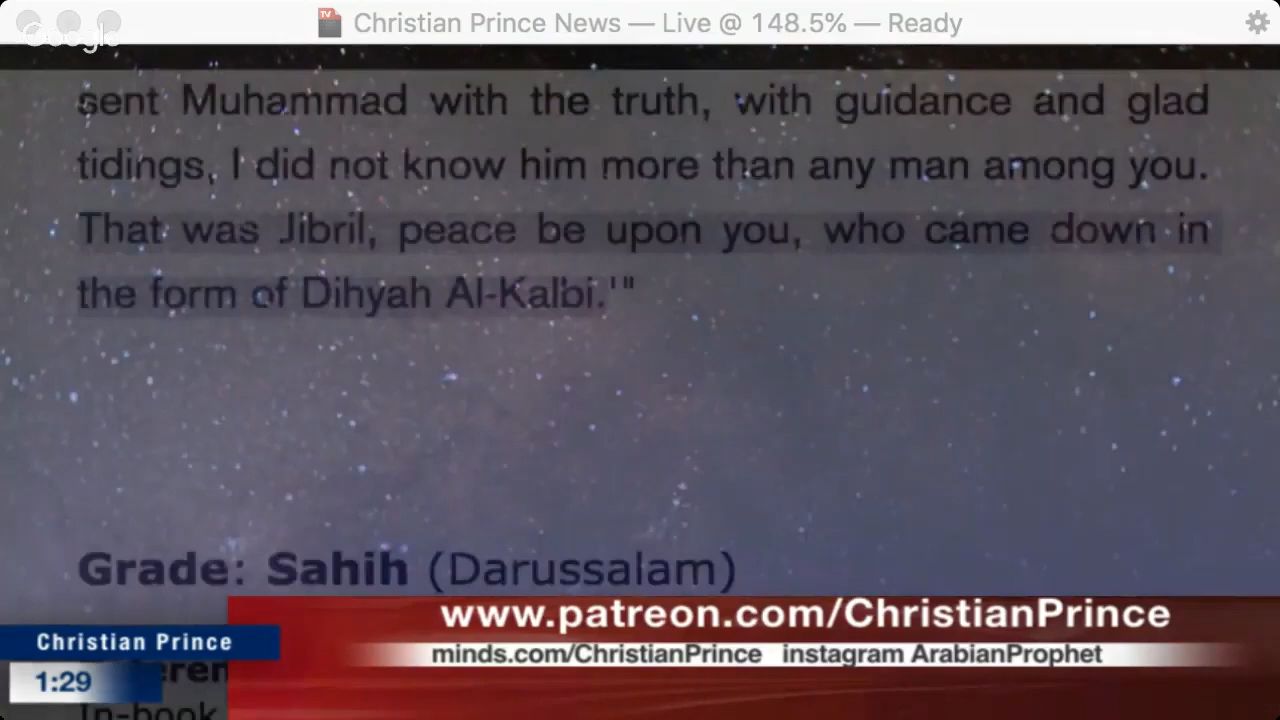 Christian Prince News — Live @ 148.5% — Ready
Google
sent Muhammad with the truth, with guidance and glad
tidings, I did not know him more than any man among you.
That was Jibril, peace be upon you, who came down in
the form of Dihyah Al-Kalbi.'"
Grade: Sahih (Darussalam)
www.patreon.com/ChristianPrince
Christian Prince
minds.com/ChristianPrince instagram ArabianProphet
1:29
In-book